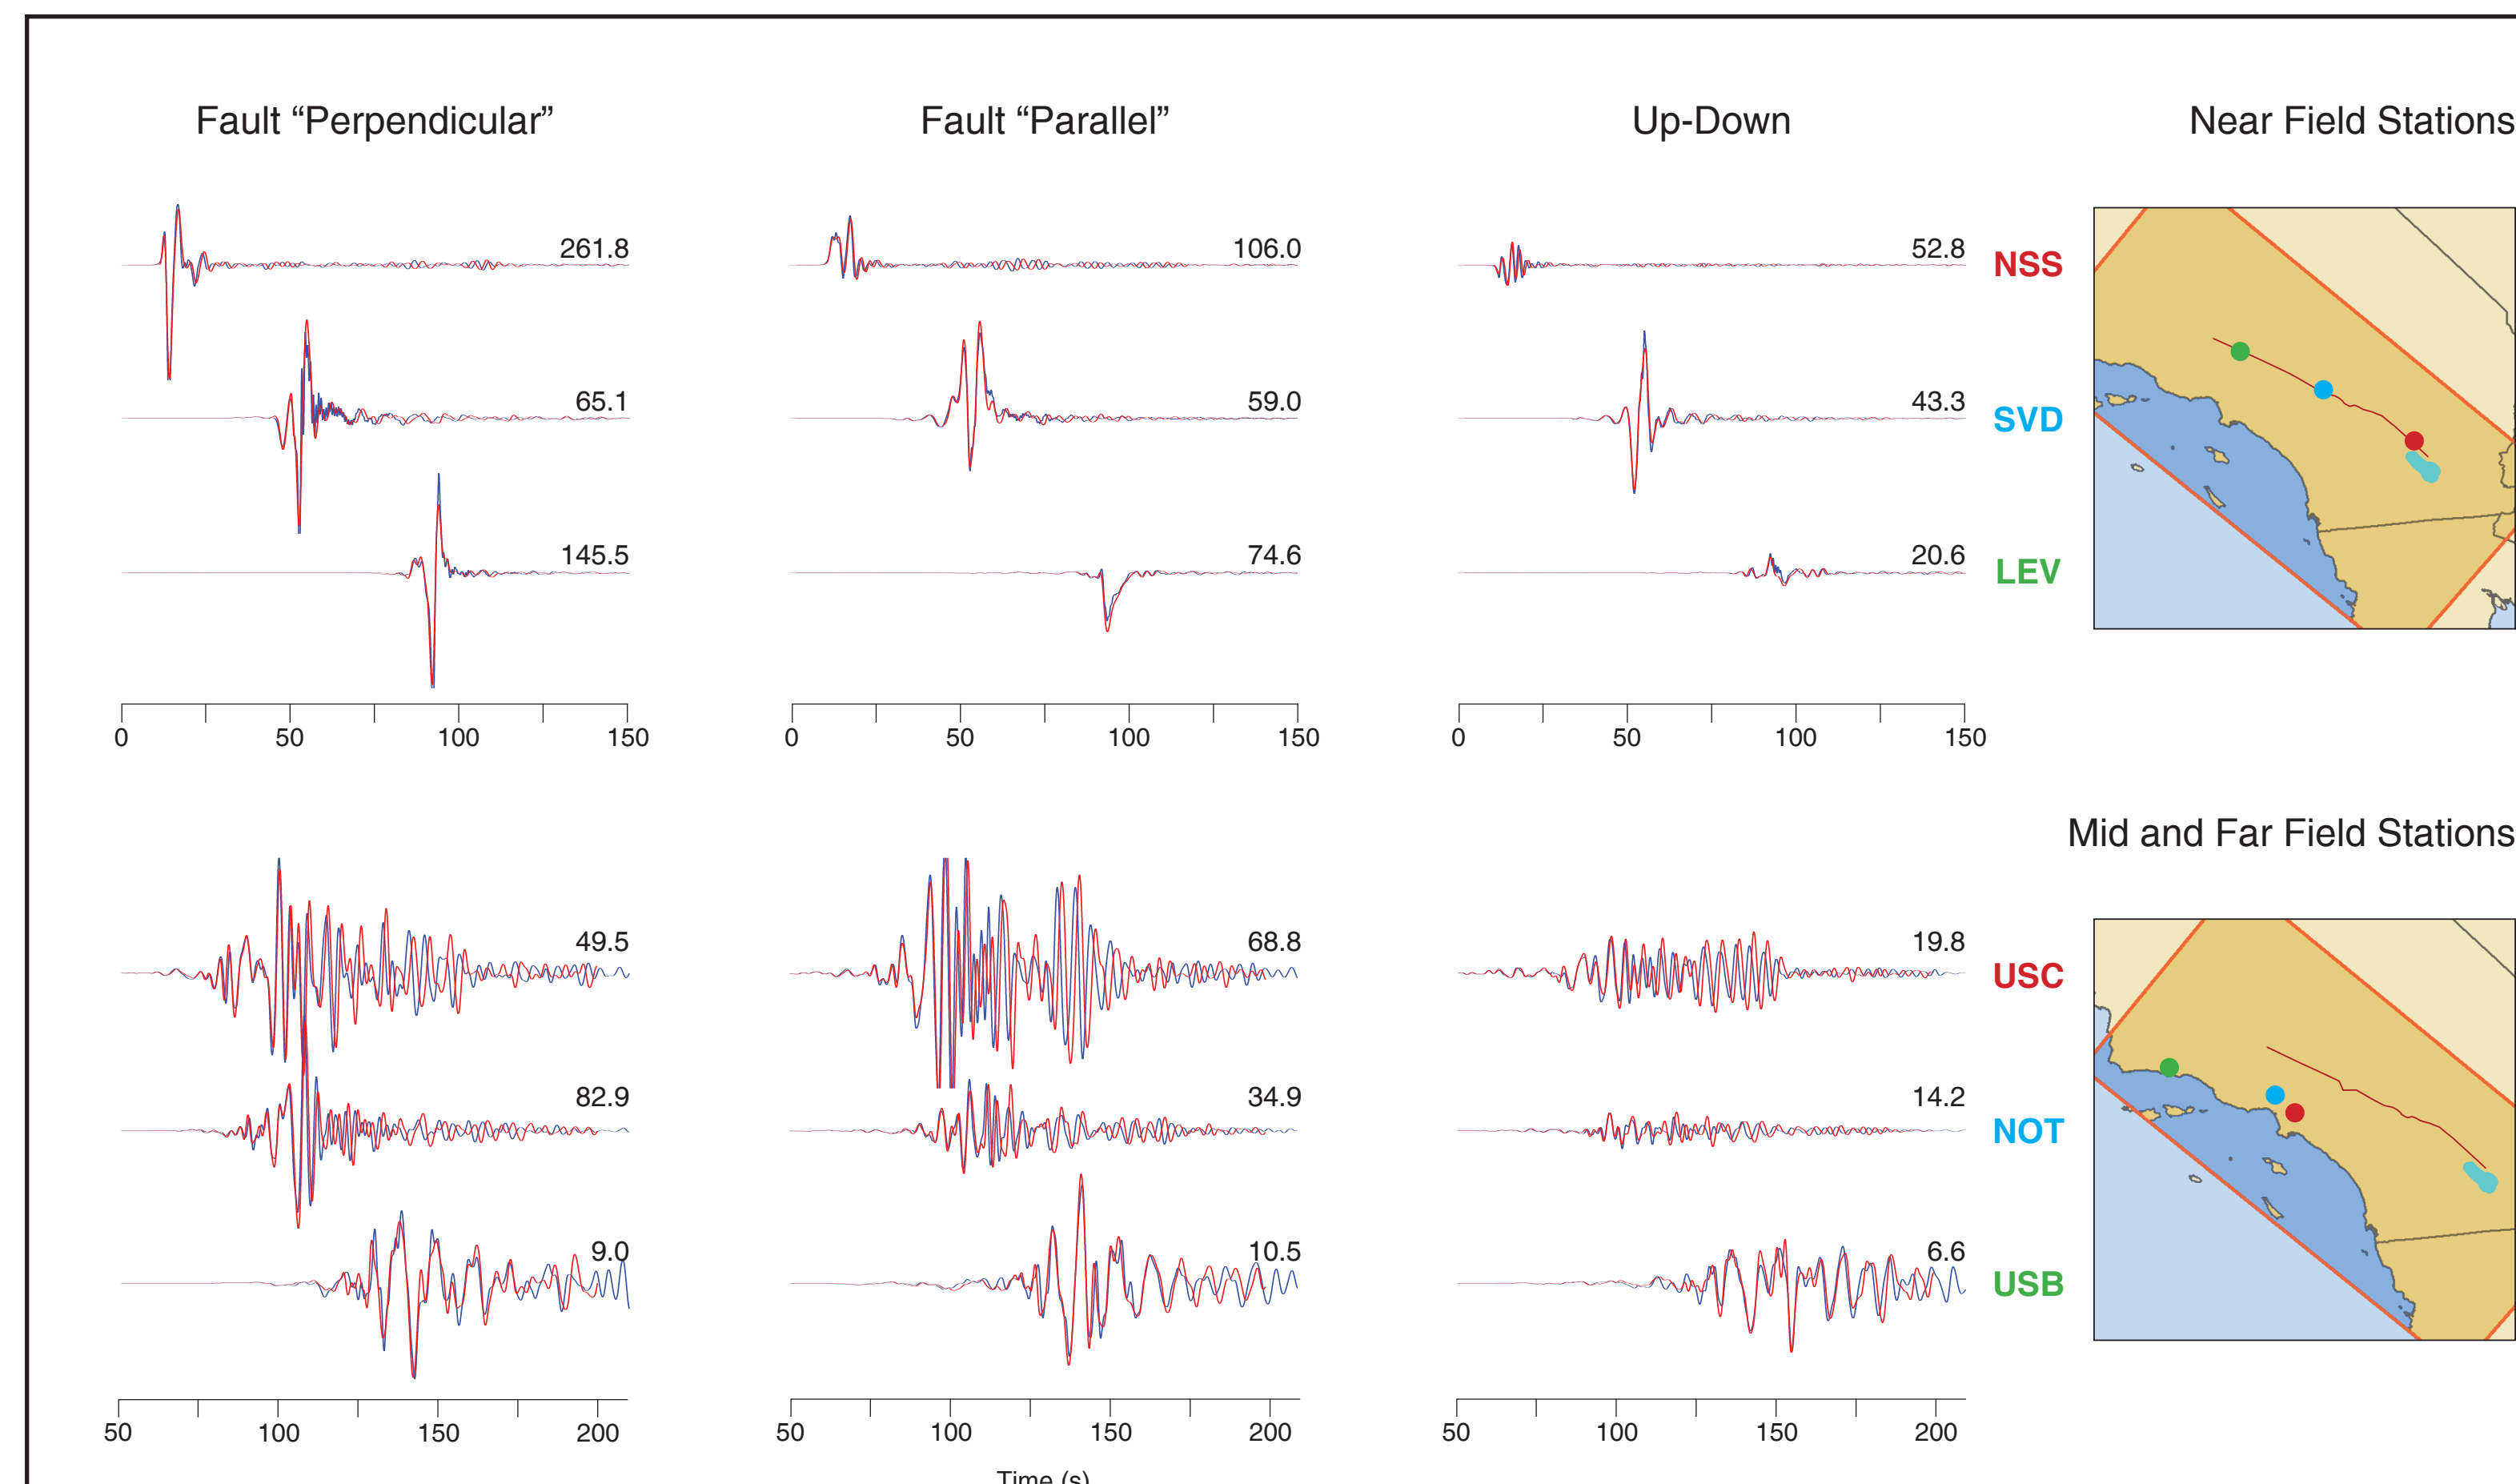 Fault “Perpendicular”
Fault “Parallel”
Up-Down
Near Field Stations
261.8
106.0
52.8
NSS
65.1
59.0
43.3
SVD
145.5
74.6
20.6
LEV
0 50 100 150
0 50 100 150
0 50 100 150
Mid and Far Field Stations
49.5
68.8
19.8
USC
82.9
34.9
14.2
NOT
9.0
10.5
6.6
USB
50 100 150 200
50 100 150 200
50 100 150 200
Time (s)